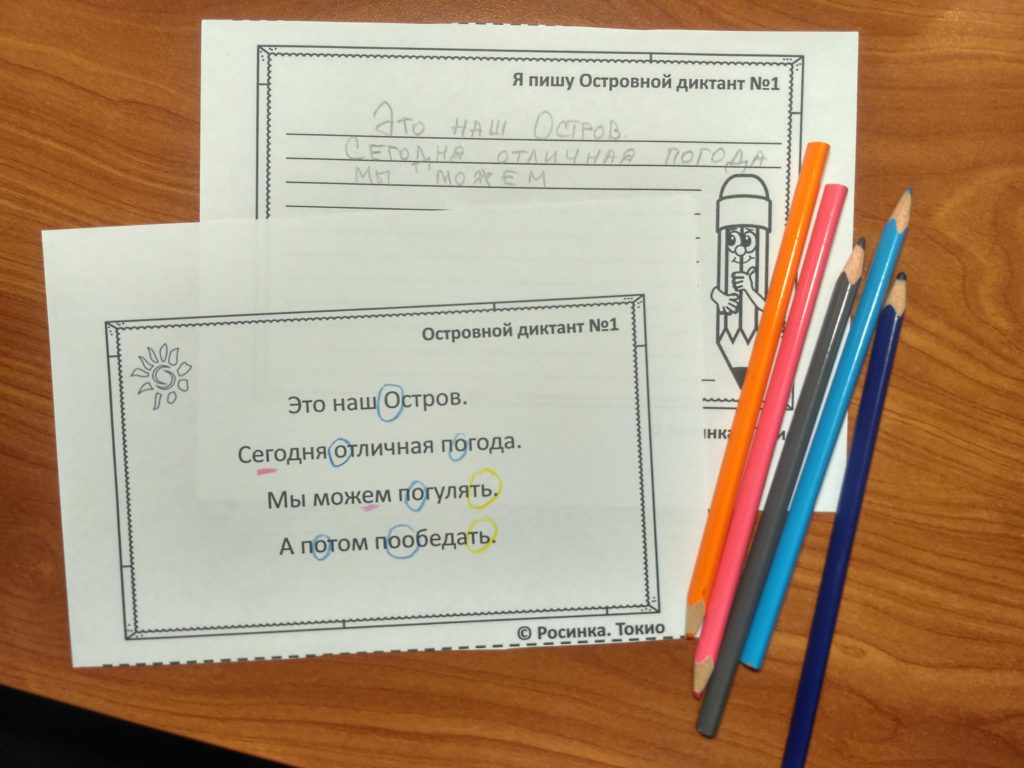 Я пишу Островной диктант №1
Это наш Остров.
Сегодня отличная погода
мы можем
Островной диктант №1
Это наш Остров.
Сегодня отличная погода.
Мы можем погулять.
А потом пообедать.
© Росинка. Токио